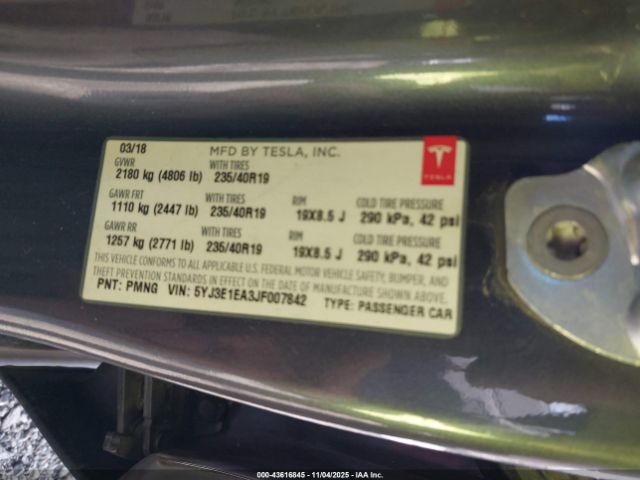 03/18 MFD BY TESLA, INC.
GVWR WITH TIRES
2180 kg (4806 lb) 235/40R19
TESLA
GAWR FRT WITH TIRES RIM COLD TIRE PRESSURE
1110 kg (2447 lb) 235/40R19 19X8.5 J 290 kPa, 42 psi
GAWR RR WITH TIRES RIM COLD TIRE PRESSURE
1257 kg (2771 lb) 235/40R19 19X8.5 J 290 kPa, 42 psi
THIS VEHICLE CONFORMS TO ALL APPLICABLE U.S. FEDERAL MOTOR VEHICLE SAFETY, BUMPER, AND
THEFT PREVENTION STANDARDS IN EFFECT ON THE DATE OF MANUFACTURE SHOWN ABOVE.
PNT: PMNG VIN: 5YJ3E1EA3JF007842 TYPE: PASSENGER CAR
00-43616845 - 11/04/2025 - IAA Inc.